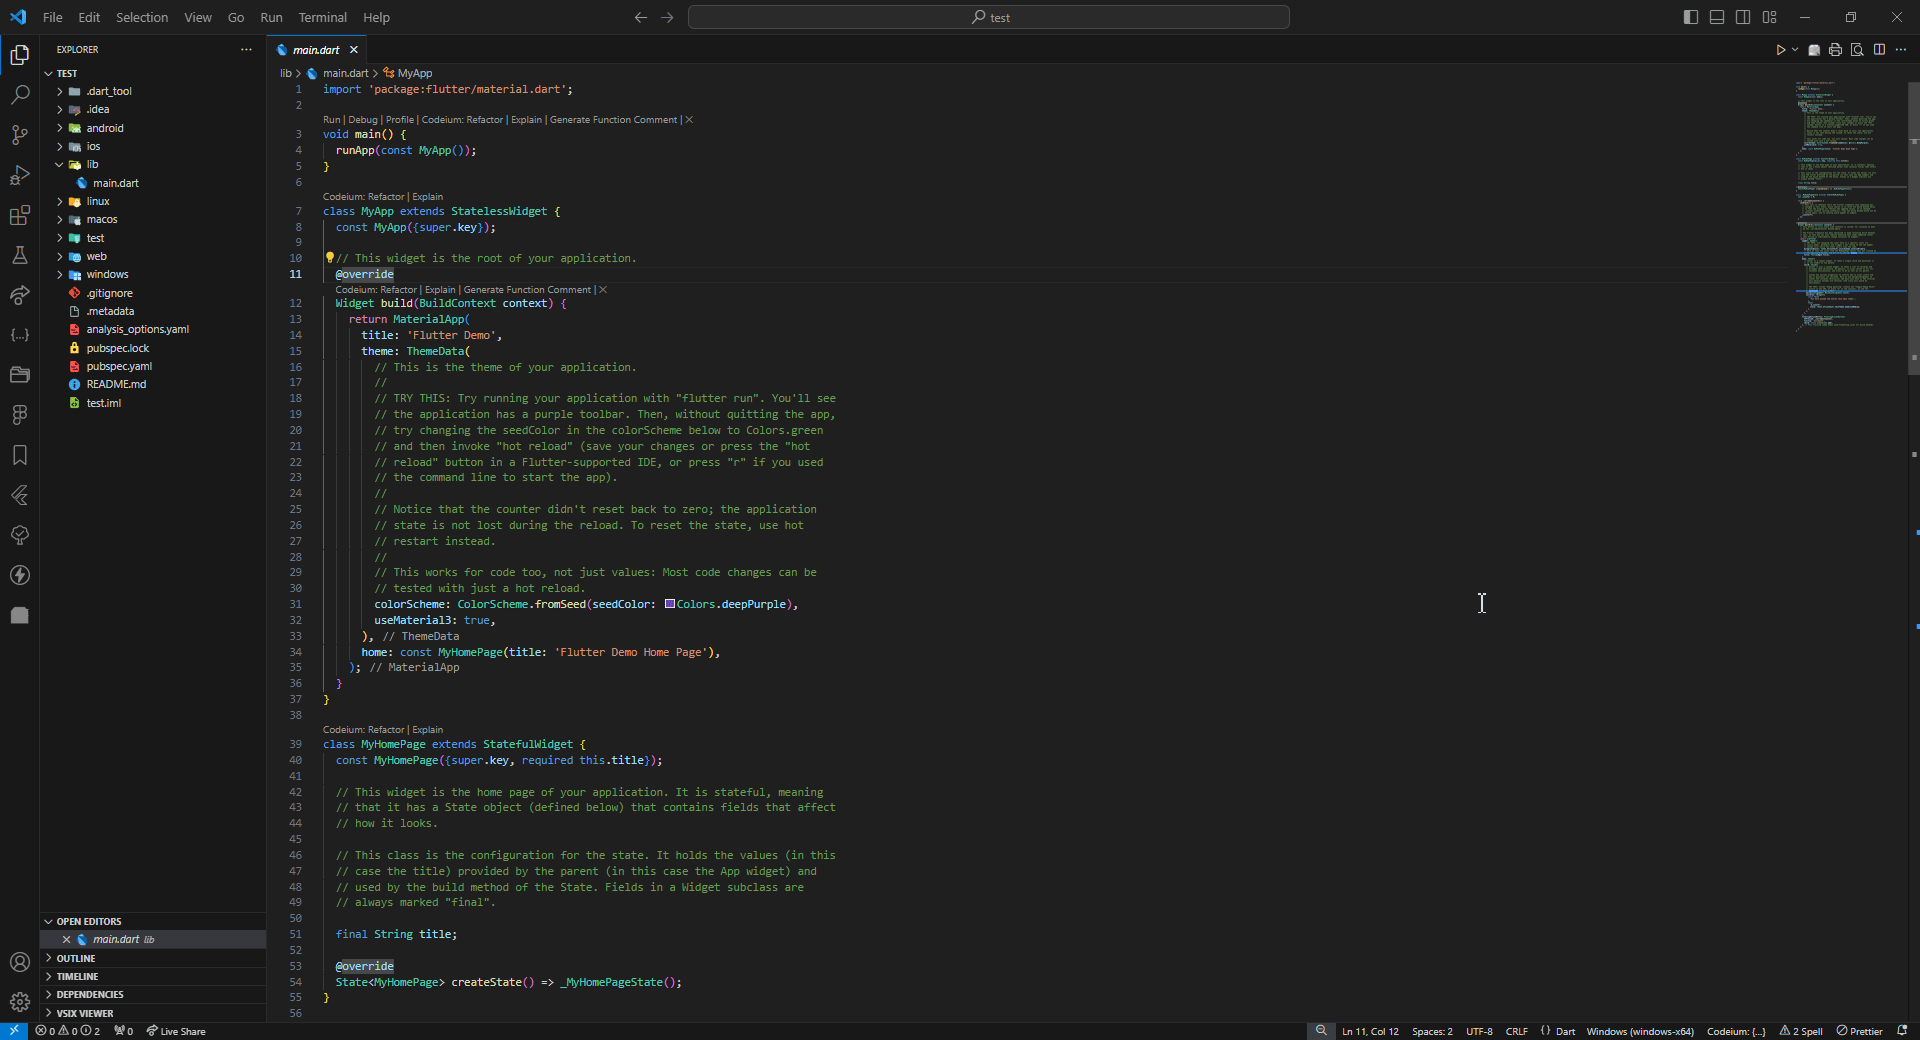 File Edit Selection View Go Run Terminal Help
test
EXPLORER
TEST
.dart_tool
.idea
android
ios
lib
main.dart
linux
macos
test
web
windows
.gitignore
.metadata
analysis_options.yaml
pubspec.lock
pubspec.yaml
README.md
test.iml
OPEN EDITORS
main.dart lib
OUTLINE
TIMELINE
DEPENDENCIES
VSIX VIEWER
main.dart
lib > main.dart > MyApp
1 import 'package:flutter/material.dart';
2
Run | Debug | Profile | Codeium: Refactor | Explain | Generate Function Comment | X
3 void main() {
4 runApp(const MyApp());
5 }
6
Codeium: Refactor | Explain
7 class MyApp extends StatelessWidget {
8 const MyApp({super.key});
9
10 // This widget is the root of your application.
11 @override
Codeium: Refactor | Explain | Generate Function Comment | X
12 Widget build(BuildContext context) {
13 return MaterialApp(
14 title: 'Flutter Demo',
15 theme: ThemeData(
16 // This is the theme of your application.
17 //
18 // TRY THIS: Try running your application with "flutter run". You'll see
19 // the application has a purple toolbar. Then, without quitting the app,
20 // try changing the seedColor in the colorScheme below to Colors.green
21 // and then invoke "hot reload" (save your changes or press the "hot
22 // reload" button in a Flutter-supported IDE, or press "r" if you used
23 // the command line to start the app).
24 //
25 // Notice that the counter didn't reset back to zero; the application
26 // state is not lost during the reload. To reset the state, use hot
27 // restart instead.
28 //
29 // This works for code too, not just values: Most code changes can be
30 // tested with just a hot reload.
31 colorScheme: ColorScheme.fromSeed(seedColor: Colors.deepPurple),
32 useMaterial3: true,
33 ), // ThemeData
34 home: const MyHomePage(title: 'Flutter Demo Home Page'),
35 ); // MaterialApp
36 }
37 }
38
Codeium: Refactor | Explain
39 class MyHomePage extends StatefulWidget {
40 const MyHomePage({super.key, required this.title});
41
42 // This widget is the home page of your application. It is stateful, meaning
43 // that it has a State object (defined below) that contains fields that affect
44 // how it looks.
45
46 // This class is the configuration for the state. It holds the values (in this
47 // case the title) provided by the parent (in this case the App widget) and
48 // used by the build method of the State. Fields in a Widget subclass are
49 // always marked "final".
50
51 final String title;
52
53 @override
54 State<MyHomePage> createState() => _MyHomePageState();
55 }
56
0 0 2 0 Live Share
Ln 11, Col 12 Spaces: 2 UTF-8 CRLF {} Dart Windows (windows-x64) Codeium: {...} 2 Spell Prettier